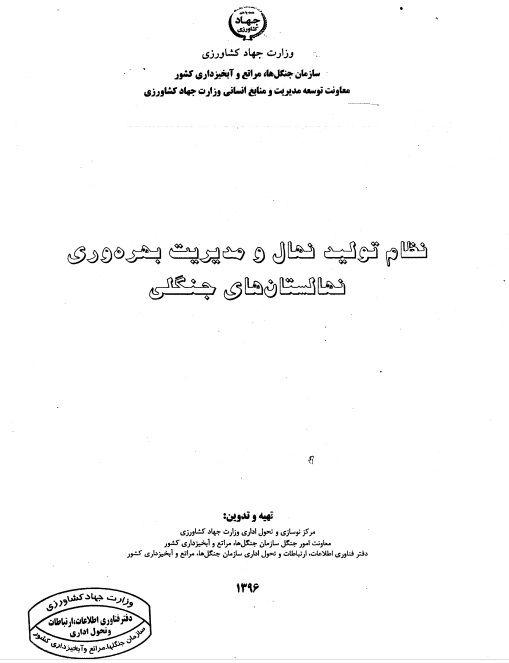 جهاد
کشاورزی
وزارت جهاد کشاورزی
سازمان جنگل‌ها، مراتع و آبخیزداری کشور
معاونت توسعه مدیریت و منابع انسانی وزارت جهاد کشاورزی
نظام تولید نهال و مدیریت بهره‌وری
نهالستان‌های جنگلی
تهیه و تدوین:
مرکز نوسازی و تحول اداری وزارت جهاد کشاورزی
معاونت امور جنگل سازمان جنگل‌ها، مراتع و آبخیزداری کشور
دفتر فناوری اطلاعات، ارتباطات و تحول اداری سازمان جنگل‌ها، مراتع و آبخیزداری کشور
۱۳۹۶
وزارت جهاد کشاورزی
دفتر فناوری اطلاعات، ارتباطات
و تحول اداری
سازمان جنگلها، مراتع و آبخیزداری کشور